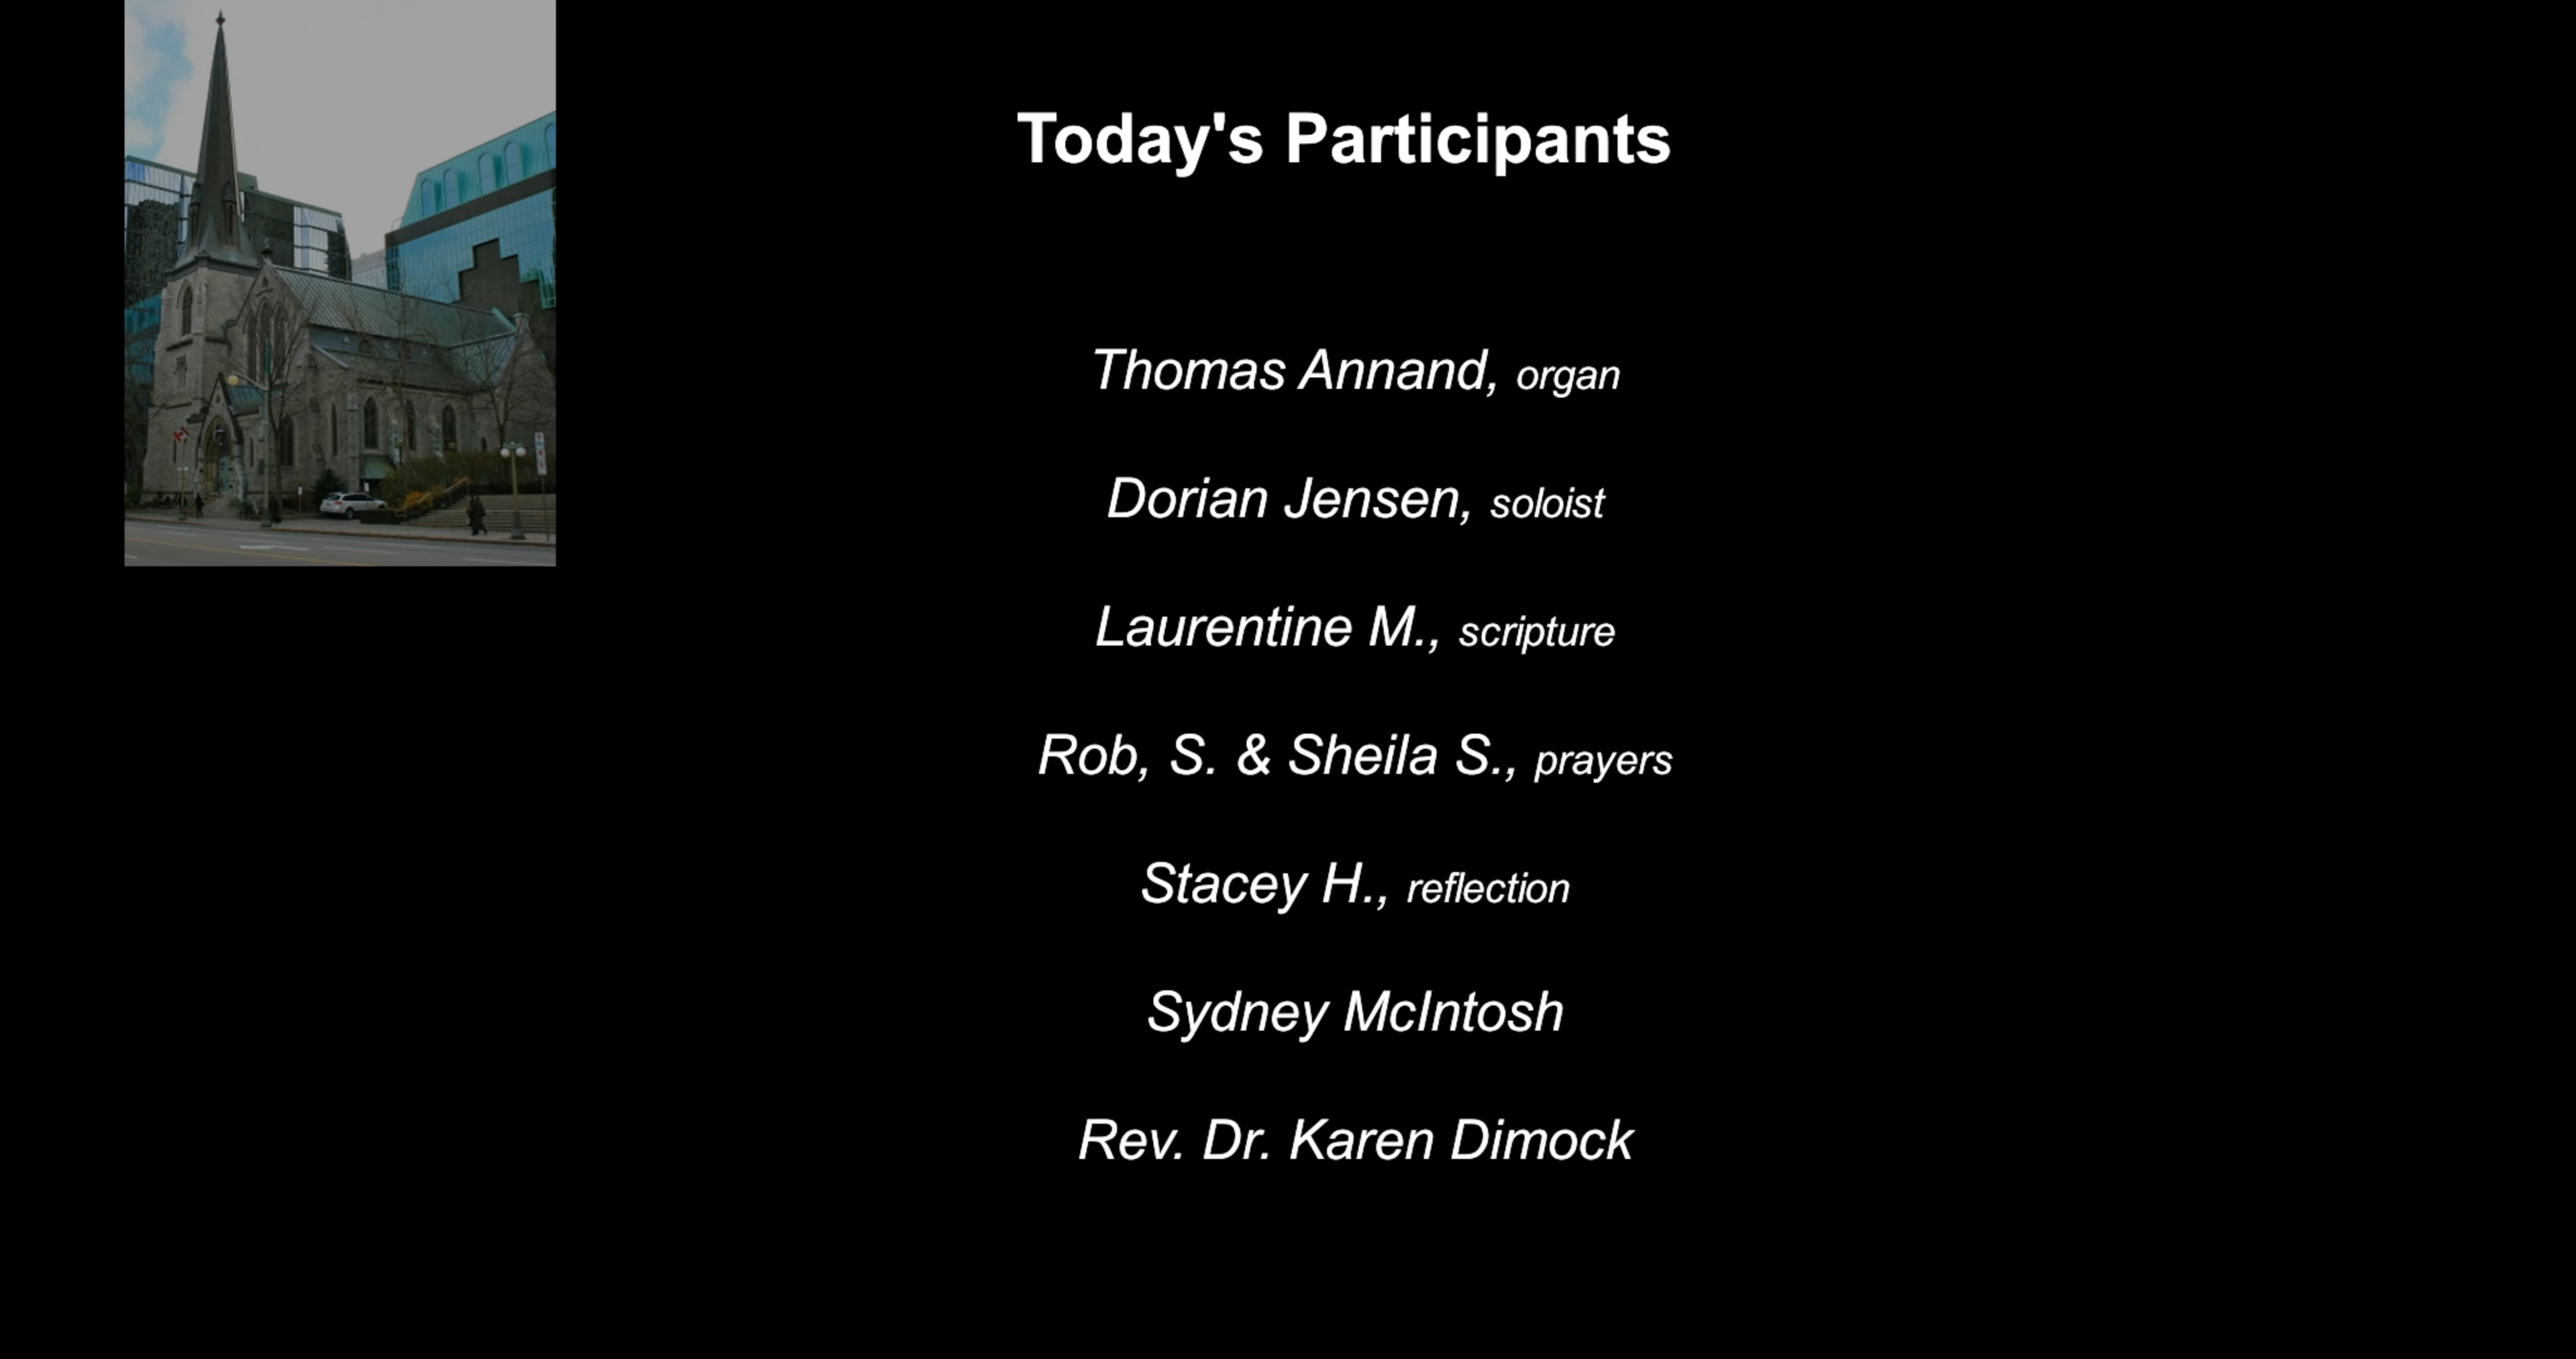 Today's Participants
Thomas Annand, organ
Dorian Jensen, soloist
Laurentine M., scripture
Rob, S. & Sheila S., prayers
Stacey H., reflection
Sydney McIntosh
Rev. Dr. Karen Dimock